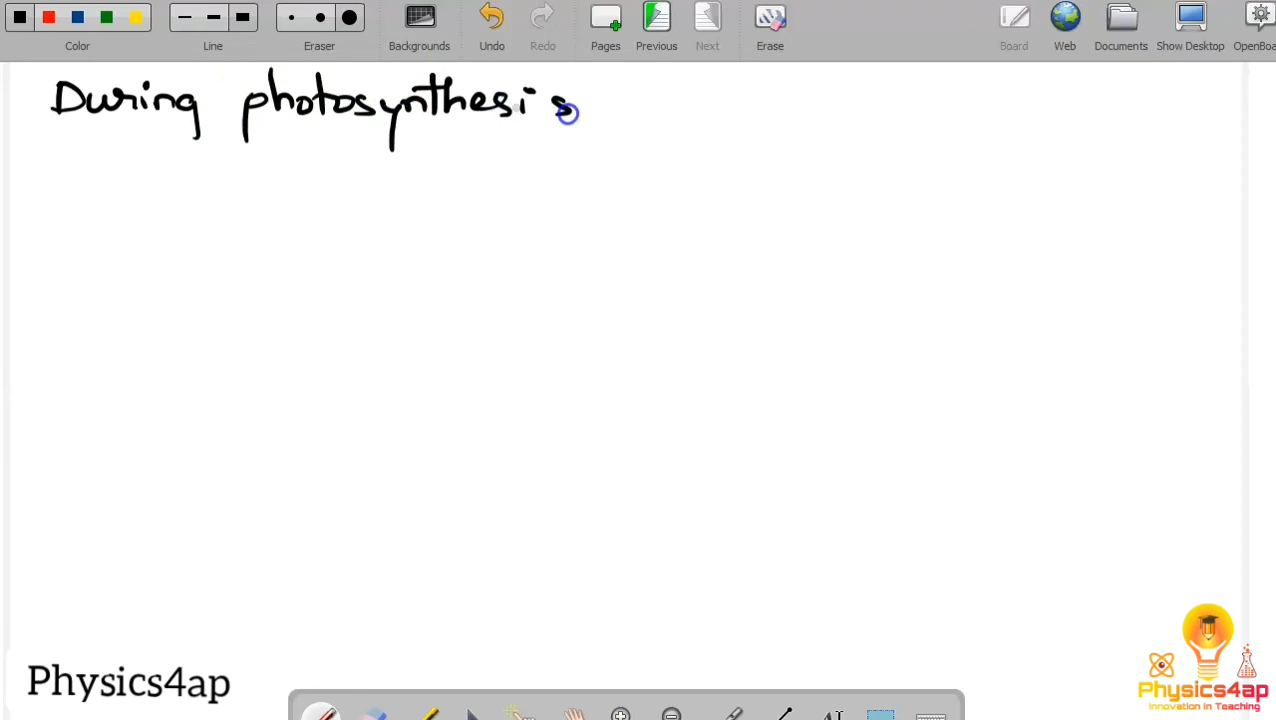 Color Line Eraser Backgrounds Undo Redo Pages Previous Next Erase Board Web Documents Show Desktop OpenBoa
During photosynthesis
Physics4ap
Physics4ap
Innovation in Teaching